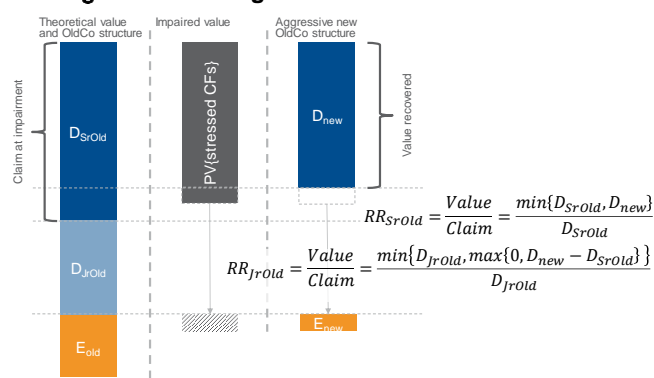 Theoretical value
and OldCo structure
Impaired value
Aggressive new
OldCo structure
Claim at impairment
D_SrOld
PV{stressed CFs}
D_new
Value recovered
RR_SrOld = Value/Claim = min{D_SrOld, D_new}/D_SrOld
D_JrOld
RR_JrOld = Value/Claim = min{D_JrOld, max{0, D_new − D_SrOld}}/D_JrOld
E_old
E_new